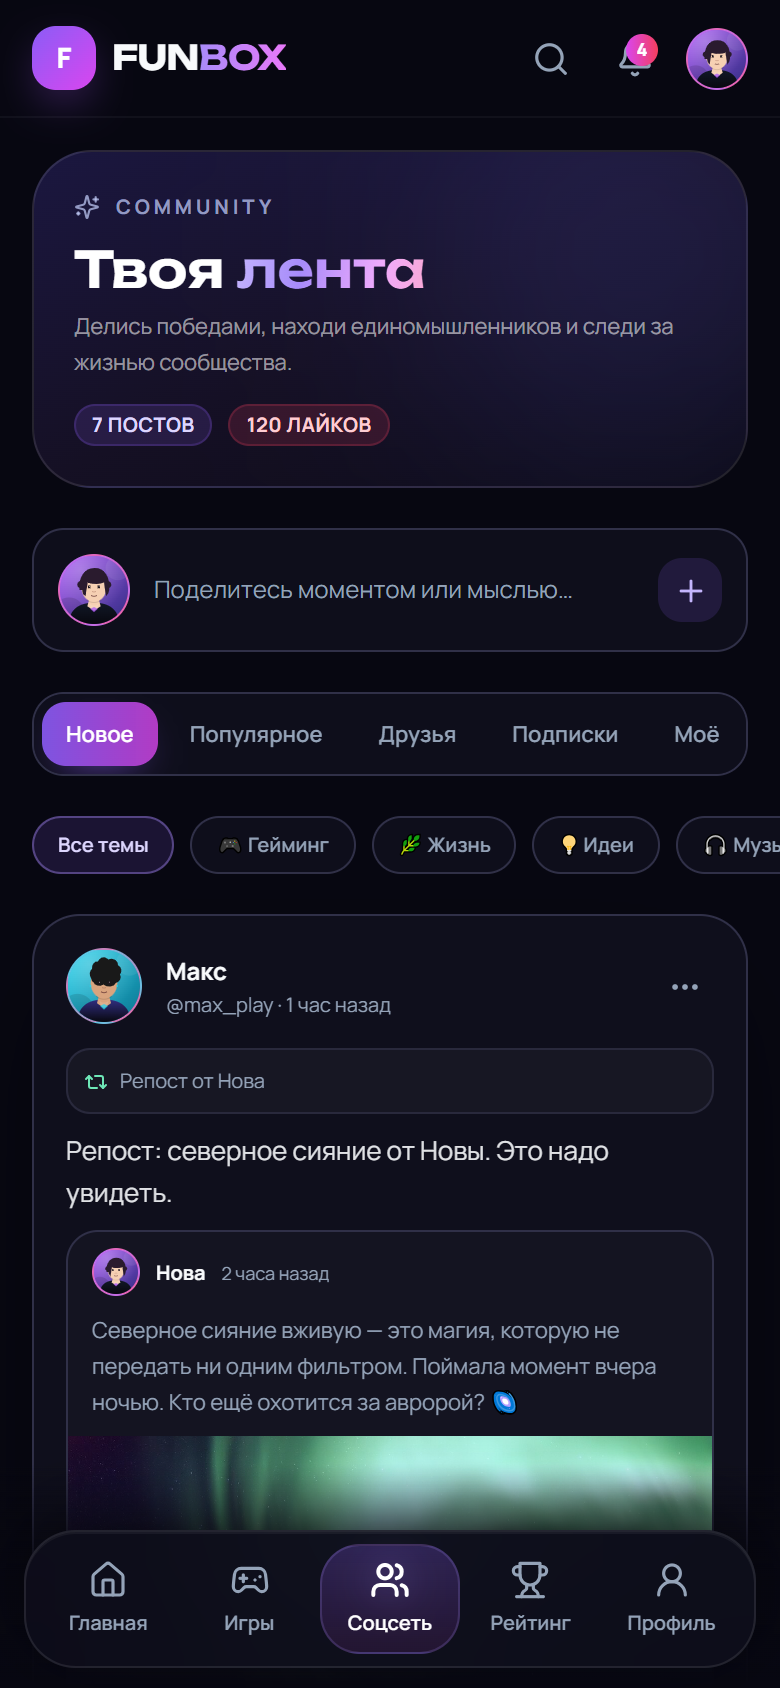 F FUNBOX 4
COMMUNITY
Твоя лента
Делись победами, находи единомышленников и следи за
жизнью сообщества.
7 ПОСТОВ 120 ЛАЙКОВ
Поделитесь моментом или мыслью...
Новое Популярное Друзья Подписки Моё
Все темы Гейминг Жизнь Идеи Музы
Макс
@max_play · 1 час назад
Репост от Нова
Репост: северное сияние от Новы. Это надо
увидеть.
Нова 2 часа назад
Северное сияние вживую — это магия, которую не
передать ни одним фильтром. Поймала момент вчера
ночью. Кто ещё охотится за авророй?
Главная Игры Соцсеть Рейтинг Профиль